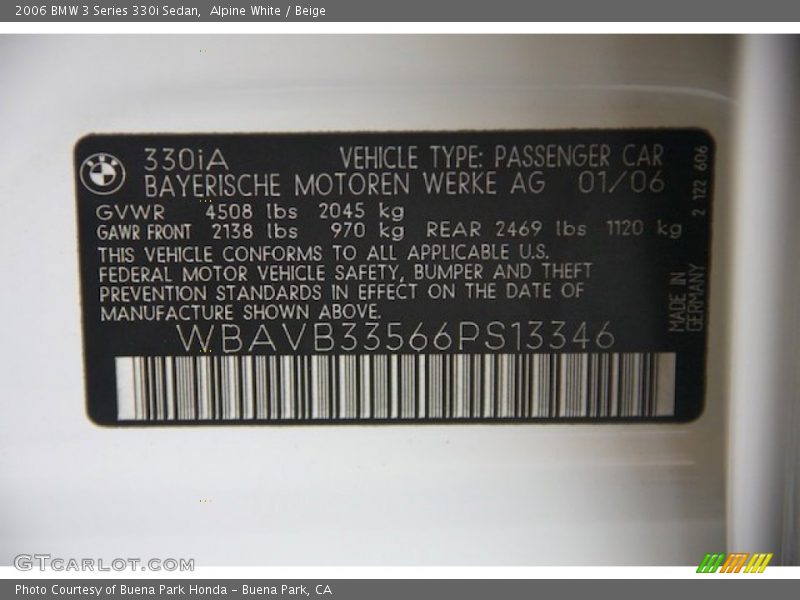 2006 BMW 3 Series 330i Sedan,  Alpine White / Beige
330iA VEHICLE TYPE: PASSENGER CAR
BAYERISCHE MOTOREN WERKE AG 01/06
GVWR 4508 lbs 2045 kg
GAWR FRONT 2138 lbs 970 kg REAR 2469 lbs 1120 kg
THIS VEHICLE CONFORMS TO ALL APPLICABLE U.S.
FEDERAL MOTOR VEHICLE SAFETY, BUMPER AND THEFT
PREVENTION STANDARDS IN EFFECT ON THE DATE OF
MANUFACTURE SHOWN ABOVE.
WBAVB33566PS13346
2 122 606
MADE IN
GERMANY
GTCARLOT.COM
Photo Courtesy of Buena Park Honda - Buena Park, CA